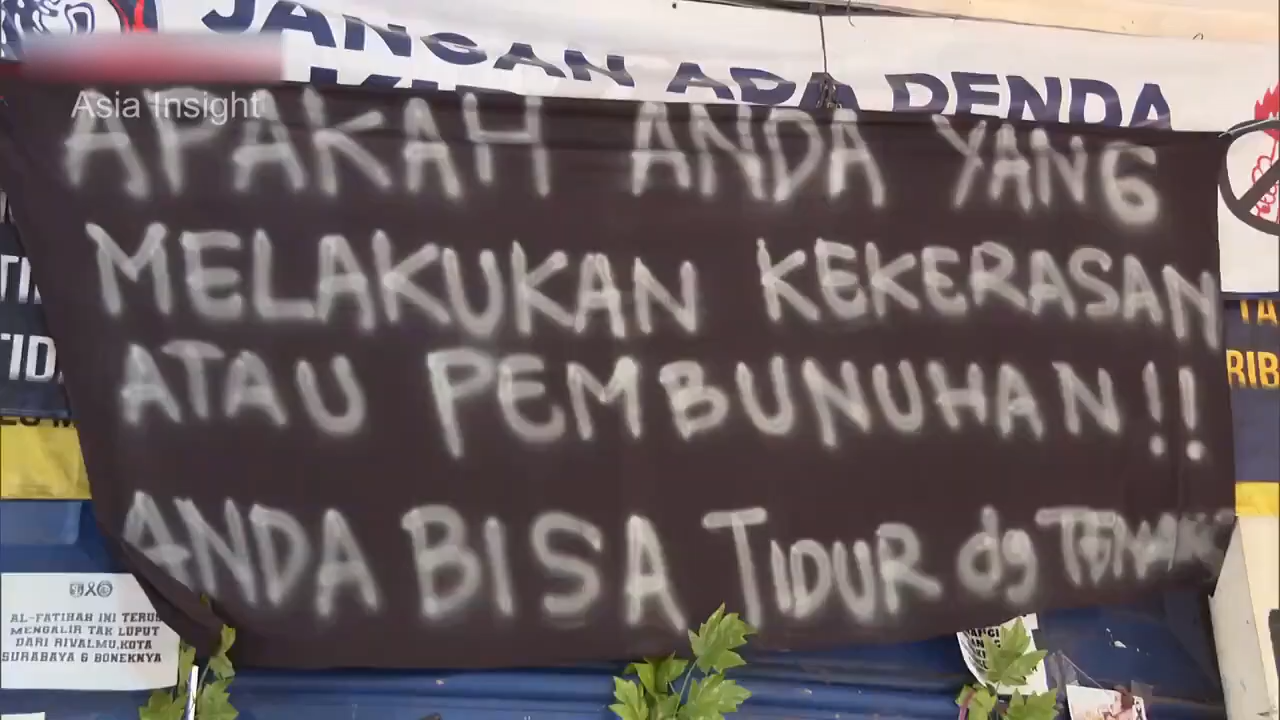 JANGAN ADA DENDA
Asia Insight
APAKAH ANDA YANG
MELAKUKAN KEKERASAN
ATAU PEMBUNUHAN!!
ANDA BISA TIDUR dg
AL-FATIHAH INI TERUS
MENGALIR TAK LUPUT
DARI RIVALMU,KOTA
SURABAYA & BONEKNYA